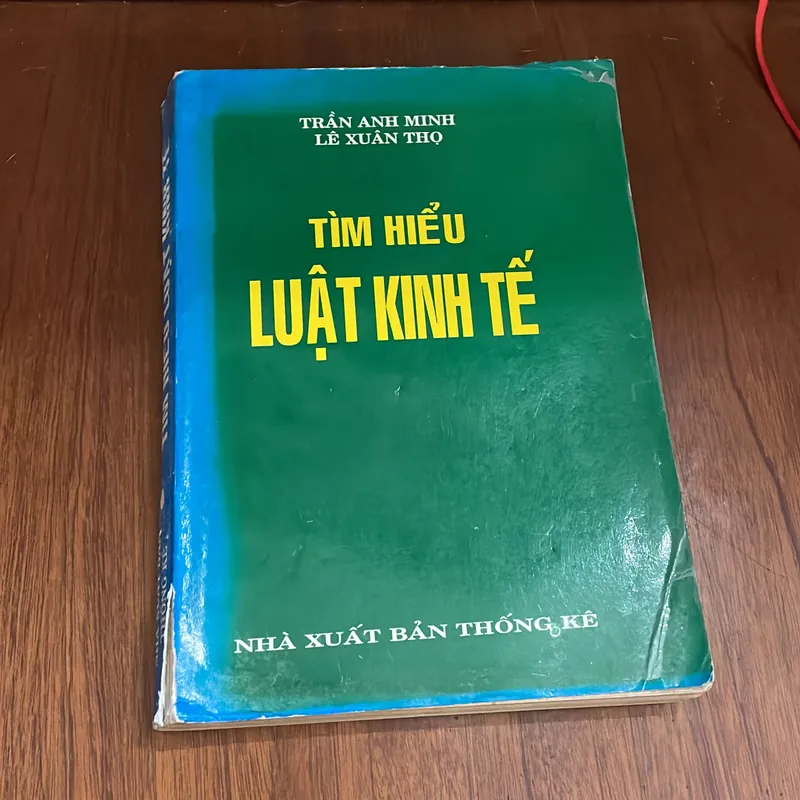 TRẦN ANH MINH
LÊ XUÂN THỌ
TÌM HIỂU
LUẬT KINH TẾ
NHÀ XUẤT BẢN THỐNG KÊ